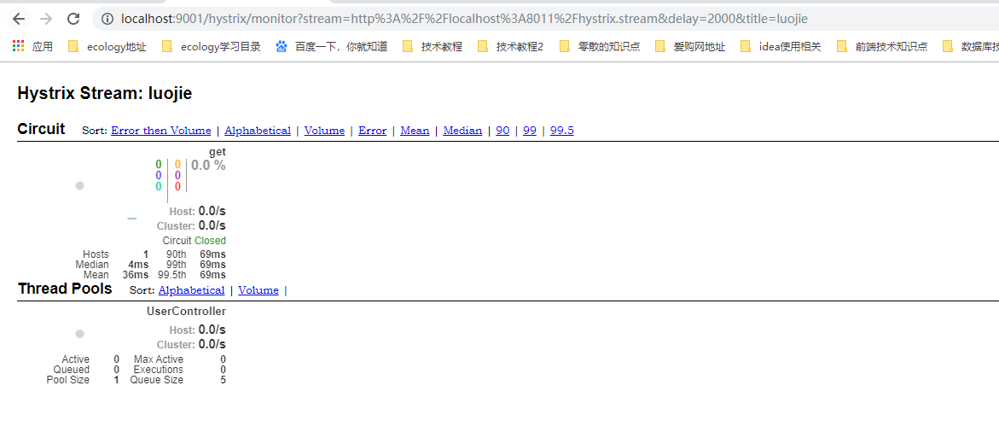 localhost:9001/hystrix/monitor?stream=http%3A%2F%2Flocalhost%3A8011%2Fhystrix.stream&delay=2000&title=luojie
应用 ecology地址 ecology学习目录 百度一下，你就知道 技术教程 技术教程2 零散的知识点 爱购网地址 idea使用相关 前端技术知识点 数据库技
Hystrix Stream: luojie
Circuit Sort: Error then Volume | Alphabetical | Volume | Error | Mean | Median | 90 | 99 | 99.5
get
0 0 0.0 %
0 0
0 0
Host: 0.0/s
Cluster: 0.0/s
Circuit Closed
Hosts 1 90th 69ms
Median 4ms 99th 69ms
Mean 36ms 99.5th 69ms
Thread Pools Sort: Alphabetical | Volume |
UserController
Host: 0.0/s
Cluster: 0.0/s
Active 0 Max Active 0
Queued 0 Executions 0
Pool Size 1 Queue Size 5